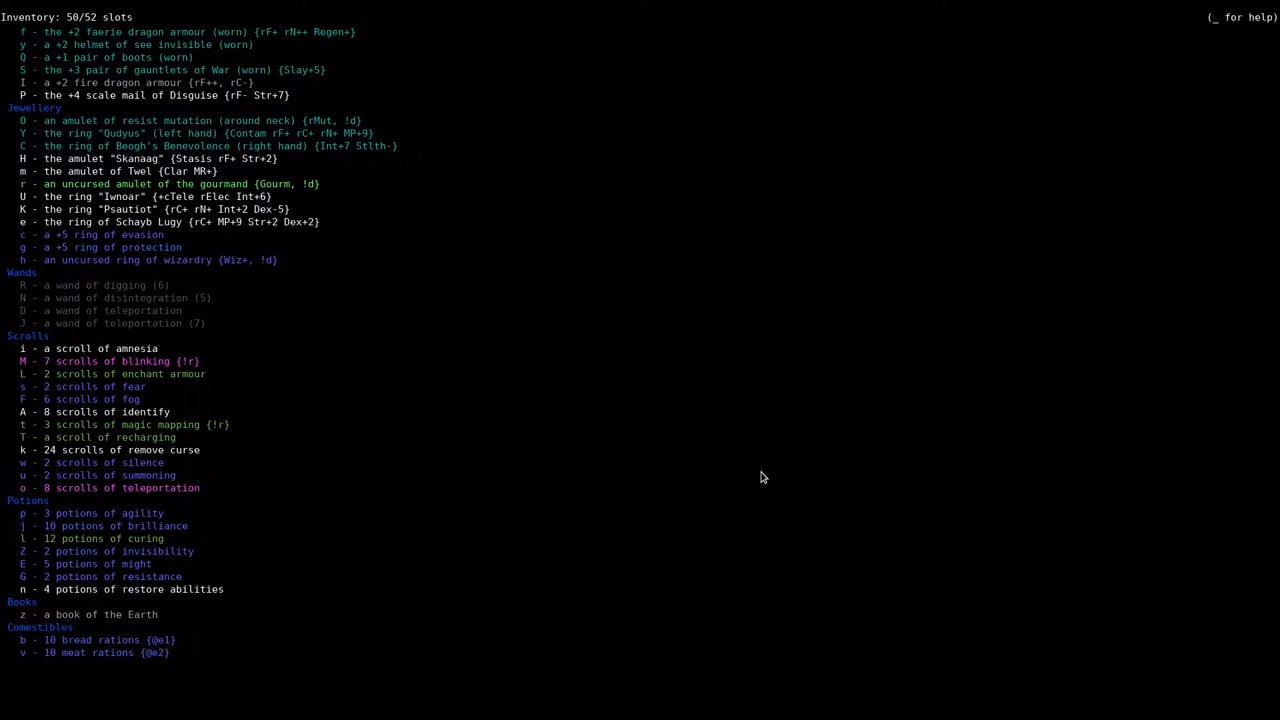 Inventory: 50/52 slots (_ for help)
f - the +2 faerie dragon armour (worn) {rF+ rN++ Regen+}
y - a +2 helmet of see invisible (worn)
Q - a +1 pair of boots (worn)
S - the +3 pair of gauntlets of War (worn) {Slay+5}
I - a +2 fire dragon armour {rF++, rC-}
P - the +4 scale mail of Disguise {rF- Str+7}
Jewellery
O - an amulet of resist mutation (around neck) {rMut, !d}
Y - the ring "Qudyus" (left hand) {Contam rF+ rC+ rN+ MP+9}
C - the ring of Beogh's Benevolence (right hand) {Int+7 Stlth-}
H - the amulet "Skanaag" {Stasis rF+ Str+2}
m - the amulet of Twel {Clar MR+}
r - an uncursed amulet of the gourmand {Gourm, !d}
U - the ring "Iwnoar" {+cTele rElec Int+6}
K - the ring "Psautiot" {rC+ rN+ Int+2 Dex-5}
e - the ring of Schayb Lugy {rC+ MP+9 Str+2 Dex+2}
c - a +5 ring of evasion
g - a +5 ring of protection
h - an uncursed ring of wizardry {Wiz+, !d}
Wands
R - a wand of digging (6)
N - a wand of disintegration (5)
D - a wand of teleportation
J - a wand of teleportation (7)
Scrolls
i - a scroll of amnesia
M - 7 scrolls of blinking {!r}
L - 2 scrolls of enchant armour
s - 2 scrolls of fear
F - 6 scrolls of fog
A - 8 scrolls of identify
t - 3 scrolls of magic mapping {!r}
T - a scroll of recharging
k - 24 scrolls of remove curse
w - 2 scrolls of silence
u - 2 scrolls of summoning
o - 8 scrolls of teleportation
Potions
p - 3 potions of agility
j - 10 potions of brilliance
l - 12 potions of curing
Z - 2 potions of invisibility
E - 5 potions of might
G - 2 potions of resistance
n - 4 potions of restore abilities
Books
z - a book of the Earth
Comestibles
b - 10 bread rations {@e1}
v - 10 meat rations {@e2}